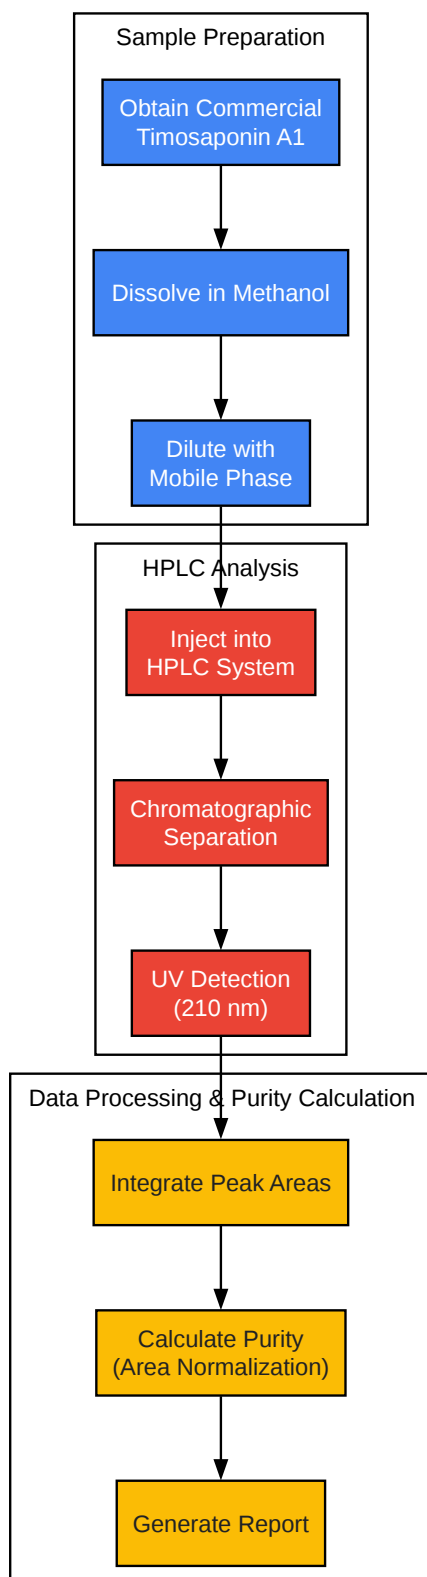 Sample Preparation
Obtain Commercial
Timosaponin A1
Dissolve in Methanol
Dilute with
Mobile Phase
HPLC Analysis
Inject into
HPLC System
Chromatographic
Separation
UV Detection
(210 nm)
Data Processing & Purity Calculation
Integrate Peak Areas
Calculate Purity
(Area Normalization)
Generate Report